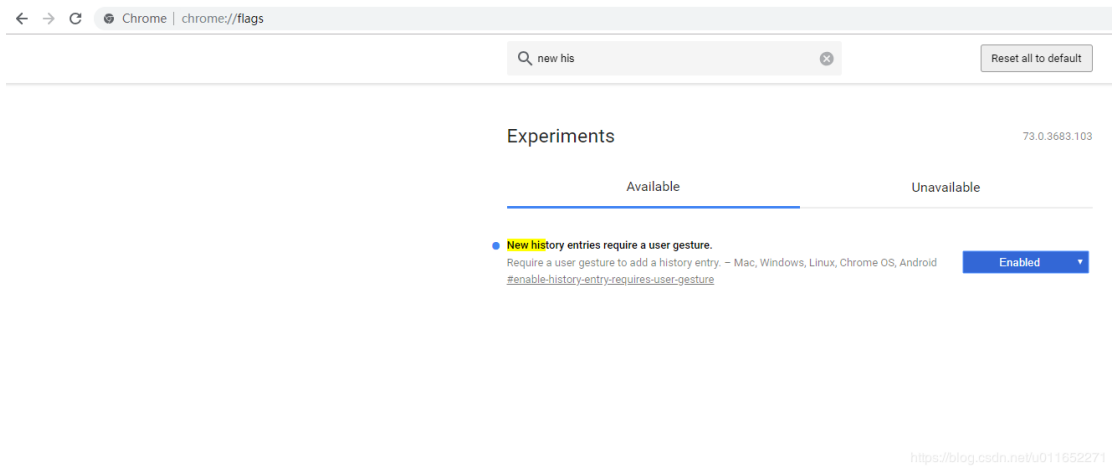 Chrome | chrome://flags
new his
Reset all to default
Experiments
73.0.3683.103
Available
Unavailable
New history entries require a user gesture.
Enabled
Require a user gesture to add a history entry. – Mac, Windows, Linux, Chrome OS, Android
#enable-history-entry-requires-user-gesture
https://blog.csdn.net/u011652271